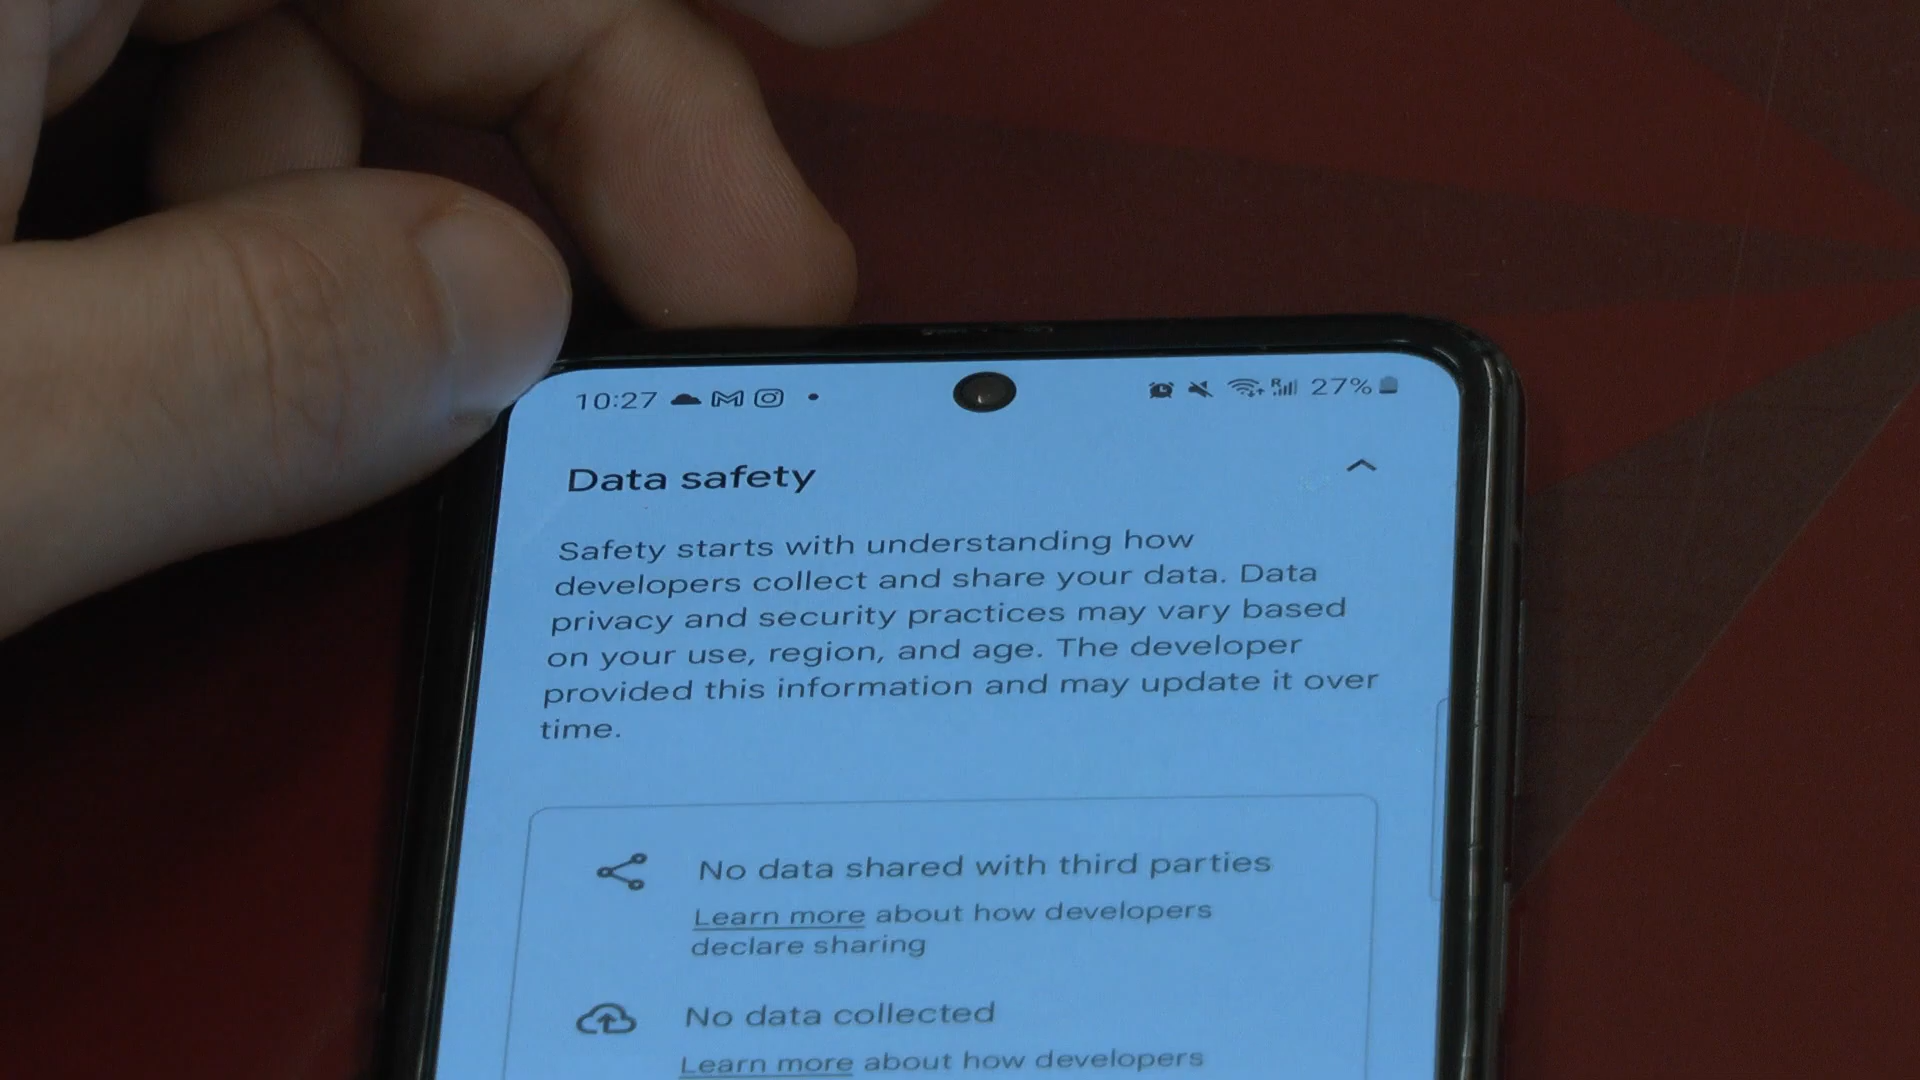 10:27 27%
Data safety
Safety starts with understanding how
developers collect and share your data. Data
privacy and security practices may vary based
on your use, region, and age. The developer
provided this information and may update it over
time.
No data shared with third parties
Learn more about how developers
declare sharing
No data collected
Learn more about how developers